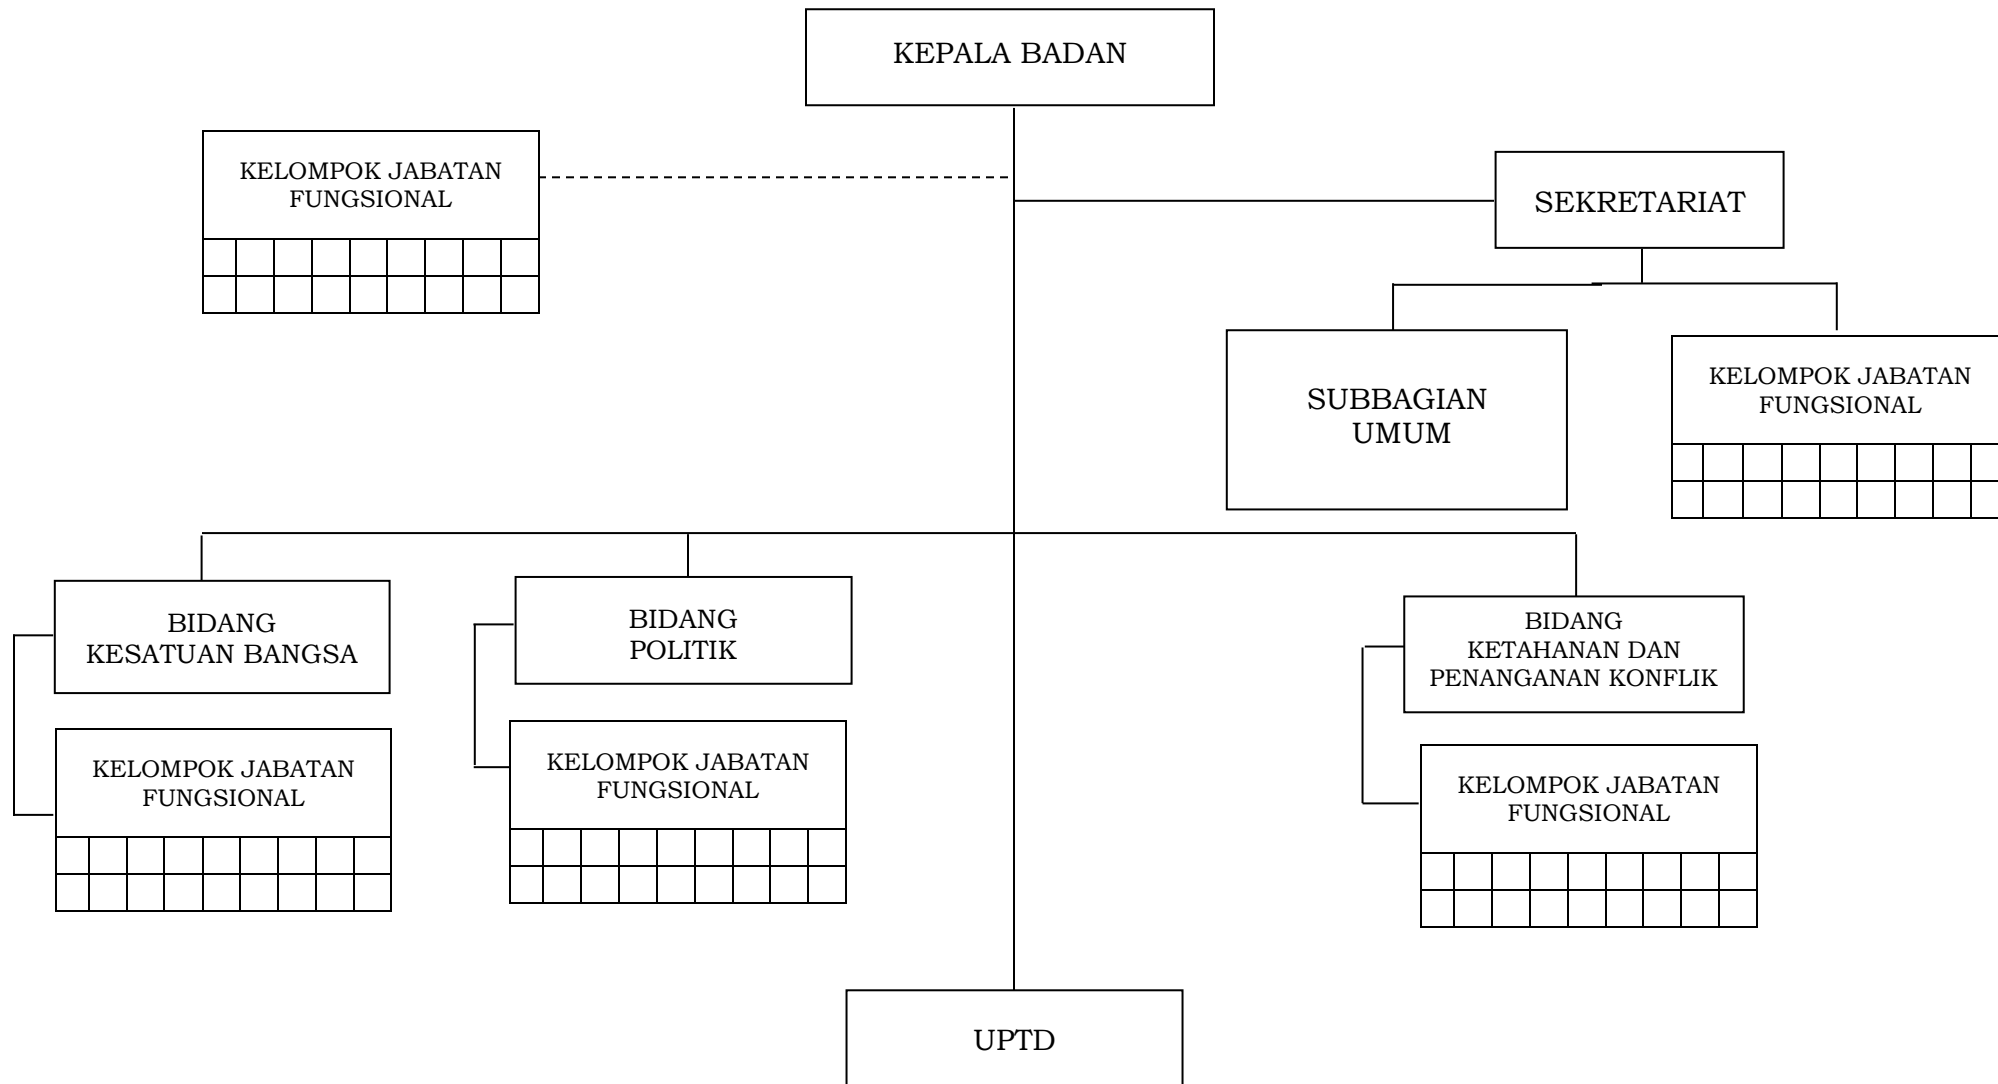 KEPALA BADAN
KELOMPOK JABATAN
FUNGSIONAL
SEKRETARIAT
SUBBAGIAN
UMUM
KELOMPOK JABATAN
FUNGSIONAL
BIDANG
KESATUAN BANGSA
BIDANG
POLITIK
BIDANG
KETAHANAN DAN
PENANGANAN KONFLIK
KELOMPOK JABATAN
FUNGSIONAL
KELOMPOK JABATAN
FUNGSIONAL
KELOMPOK JABATAN
FUNGSIONAL
UPTD